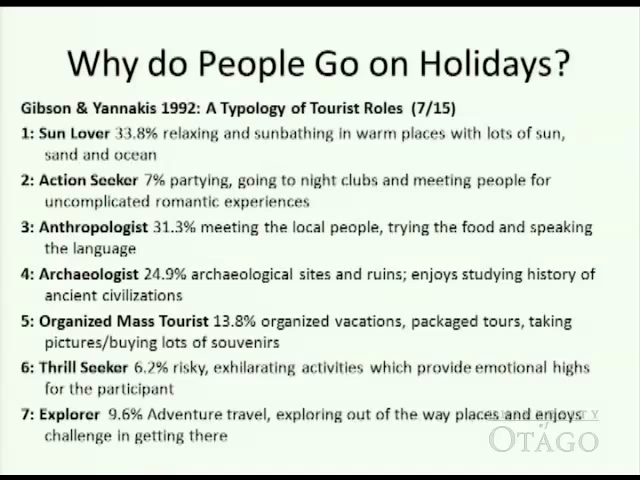 Why do People Go on Holidays?
Gibson & Yannakis 1992: A Typology of Tourist Roles (7/15)
1: Sun Lover 33.8% relaxing and sunbathing in warm places with lots of sun,
sand and ocean
2: Action Seeker 7% partying, going to night clubs and meeting people for
uncomplicated romantic experiences
3: Anthropologist 31.3% meeting the local people, trying the food and speaking
the language
4: Archaeologist 24.9% archaeological sites and ruins; enjoys studying history of
ancient civilizations
5: Organized Mass Tourist 13.8% organized vacations, packaged tours, taking
pictures/buying lots of souvenirs
6: Thrill Seeker 6.2% risky, exhilarating activities which provide emotional highs
for the participant
7: Explorer 9.6% Adventure travel, exploring out of the way places and enjoys
challenge in getting there
of
OTAGO